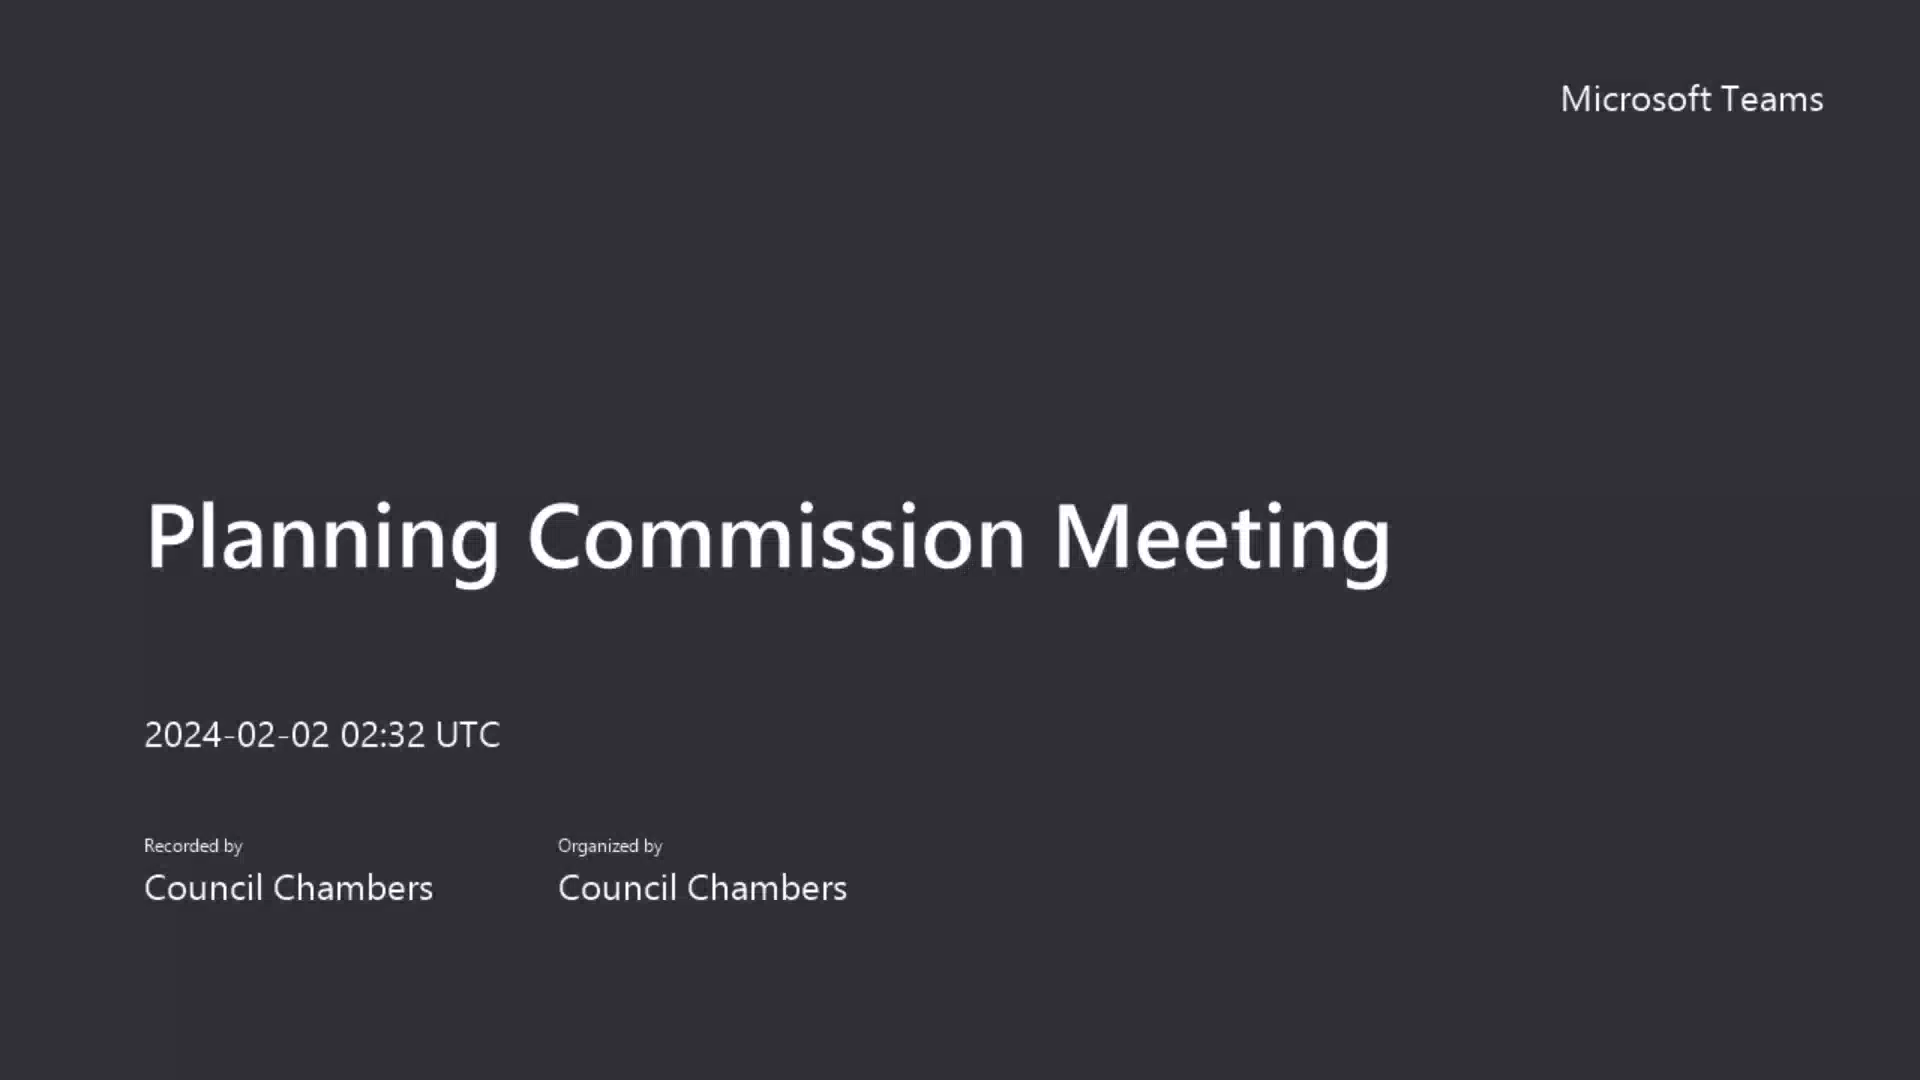 Microsoft Teams
Planning Commission Meeting
2024-02-02 02:32 UTC
Recorded by
Organized by
Council Chambers
Council Chambers